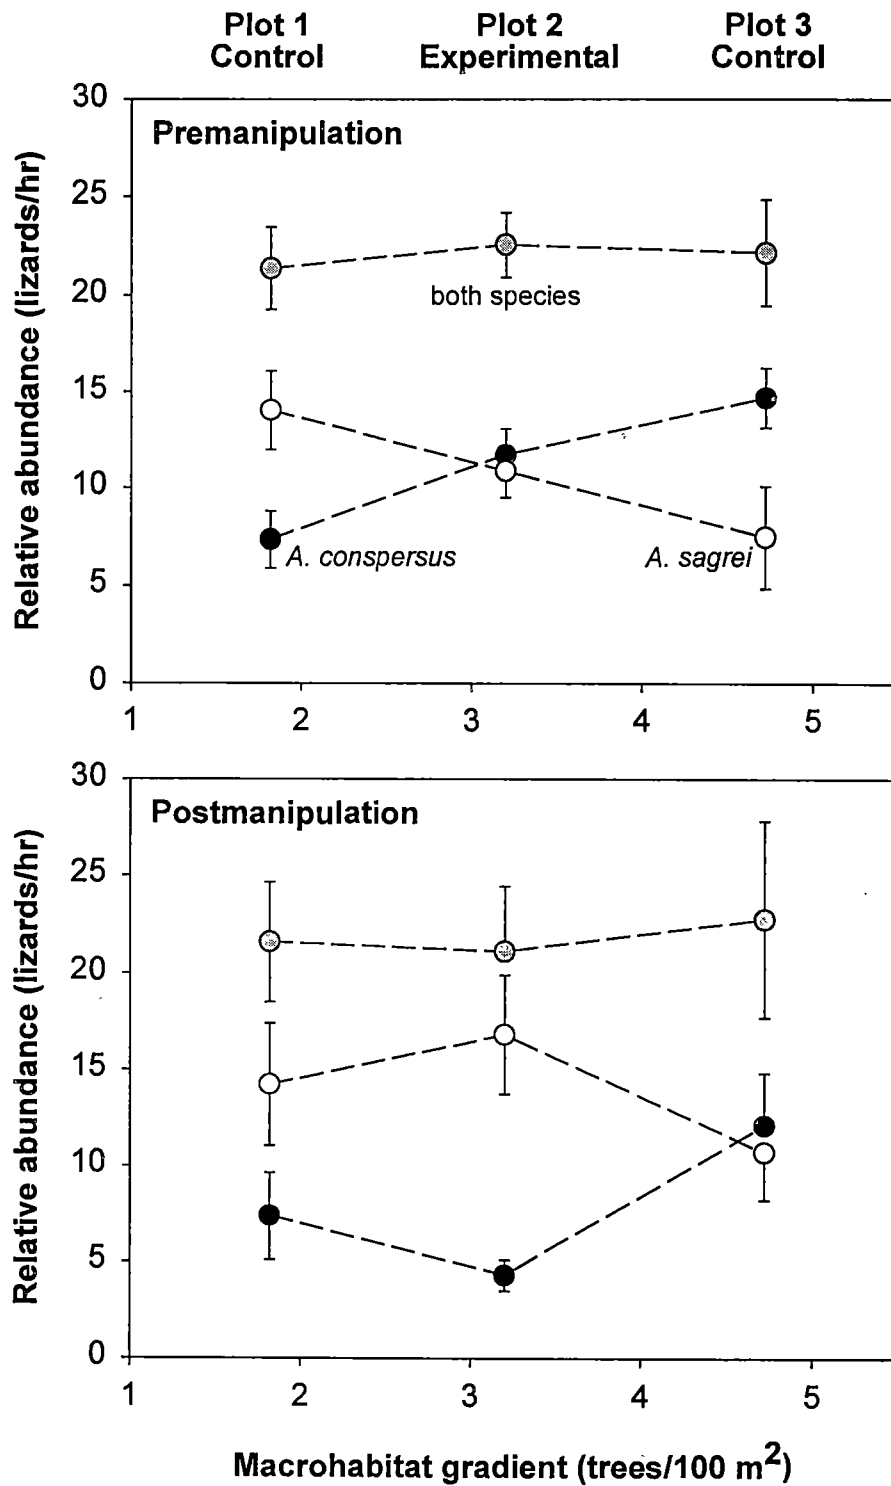 Plot 1 Plot 2 Plot 3
Control Experimental Control
30
Premanipulation
25
20
both species
15
10
A. conspersus A. sagrei
5
0
1 2 3 4 5
Relative abundance (lizards/hr)
30
Postmanipulation
25
20
15
10
5
0
1 2 3 4 5
Relative abundance (lizards/hr)
Macrohabitat gradient (trees/100 m²)